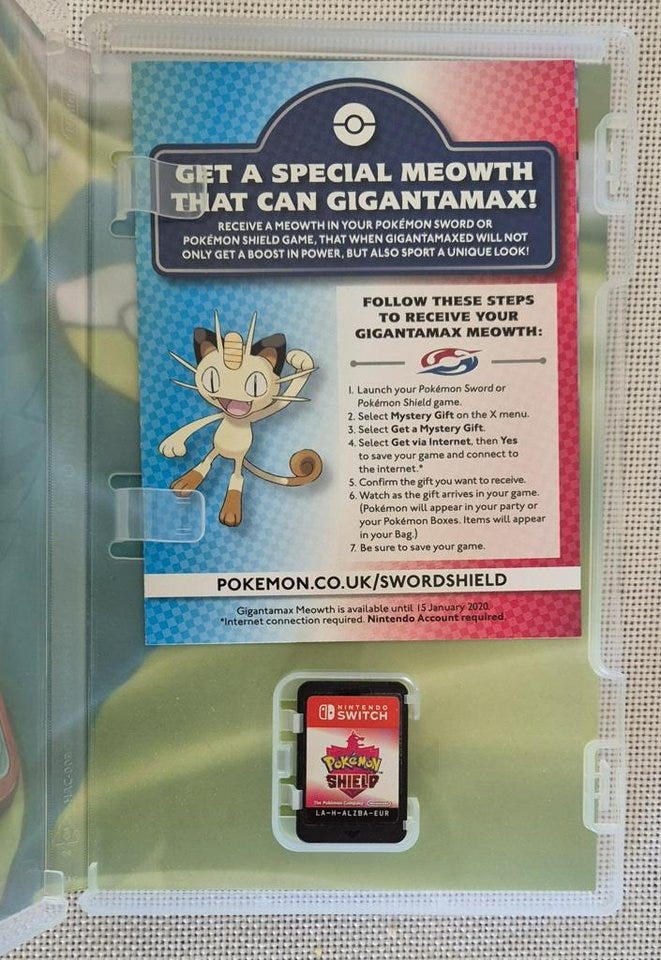 GET A SPECIAL MEOWTH
THAT CAN GIGANTAMAX!
RECEIVE A MEOWTH IN YOUR POKÉMON SWORD OR
POKÉMON SHIELD GAME, THAT WHEN GIGANTAMAXED WILL NOT
ONLY GET A BOOST IN POWER, BUT ALSO SPORT A UNIQUE LOOK!
FOLLOW THESE STEPS
TO RECEIVE YOUR
GIGANTAMAX MEOWTH:
1. Launch your Pokémon Sword or
Pokémon Shield game.
2. Select Mystery Gift on the X menu.
3. Select Get a Mystery Gift.
4. Select Get via Internet, then Yes
to save your game and connect to
the internet.*
5. Confirm the gift you want to receive.
6. Watch as the gift arrives in your game.
(Pokémon will appear in your party or
your Pokémon Boxes. Items will appear
in your Bag.)
7. Be sure to save your game.
POKEMON.CO.UK/SWORDSHIELD
Gigantamax Meowth is available until 15 January 2020.
*Internet connection required. Nintendo Account required.
NINTENDO
SWITCH
POKÉMON
SHIELD
The Pokémon Company Nintendo
LA-H-ALZBA-EUR